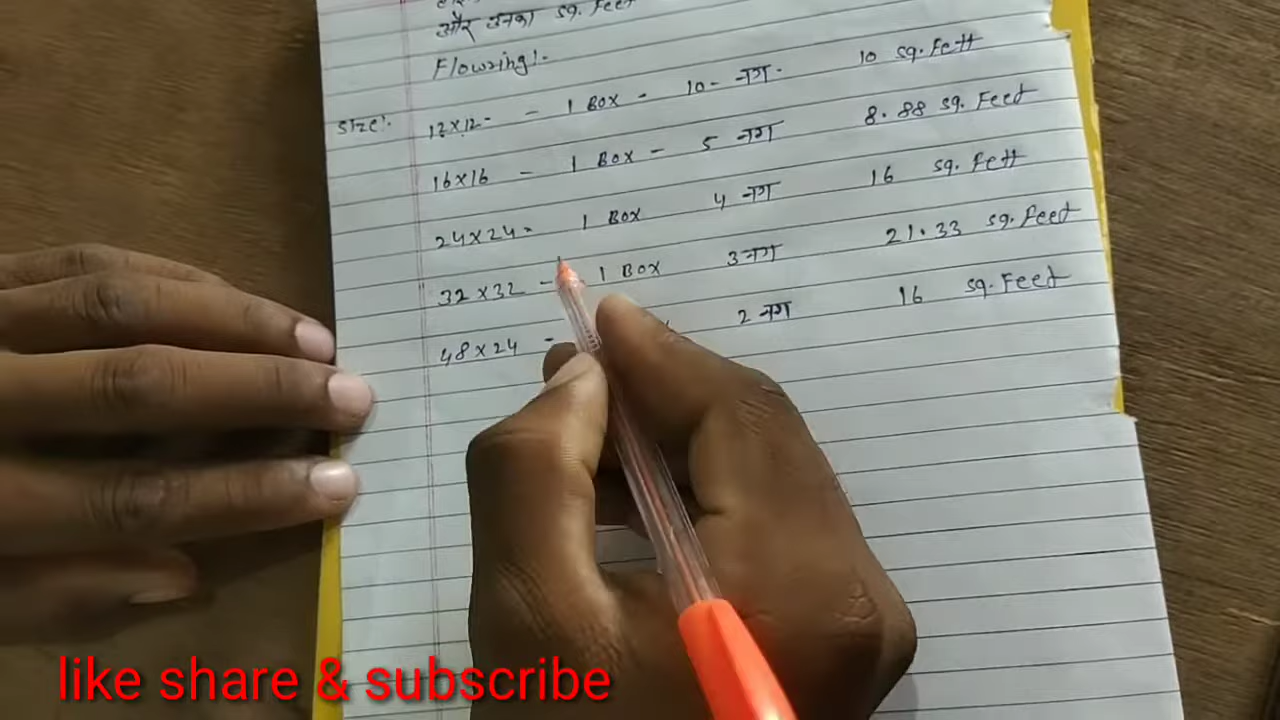 और उनका sq. feet
Flowring!-
Size:. 12x12- - 1 Box - 10- नग. 10 sq. Fett
16x16 - 1 Box - 5 नग 8.88 sq. Feet
24x24- 1 Box 4 नग 16 sq. Fett
32x32 - 1 Box 3 नग 21.33 sq. Feet
48x24 - 2 नग 16 sq. Feet
like share & subscribe